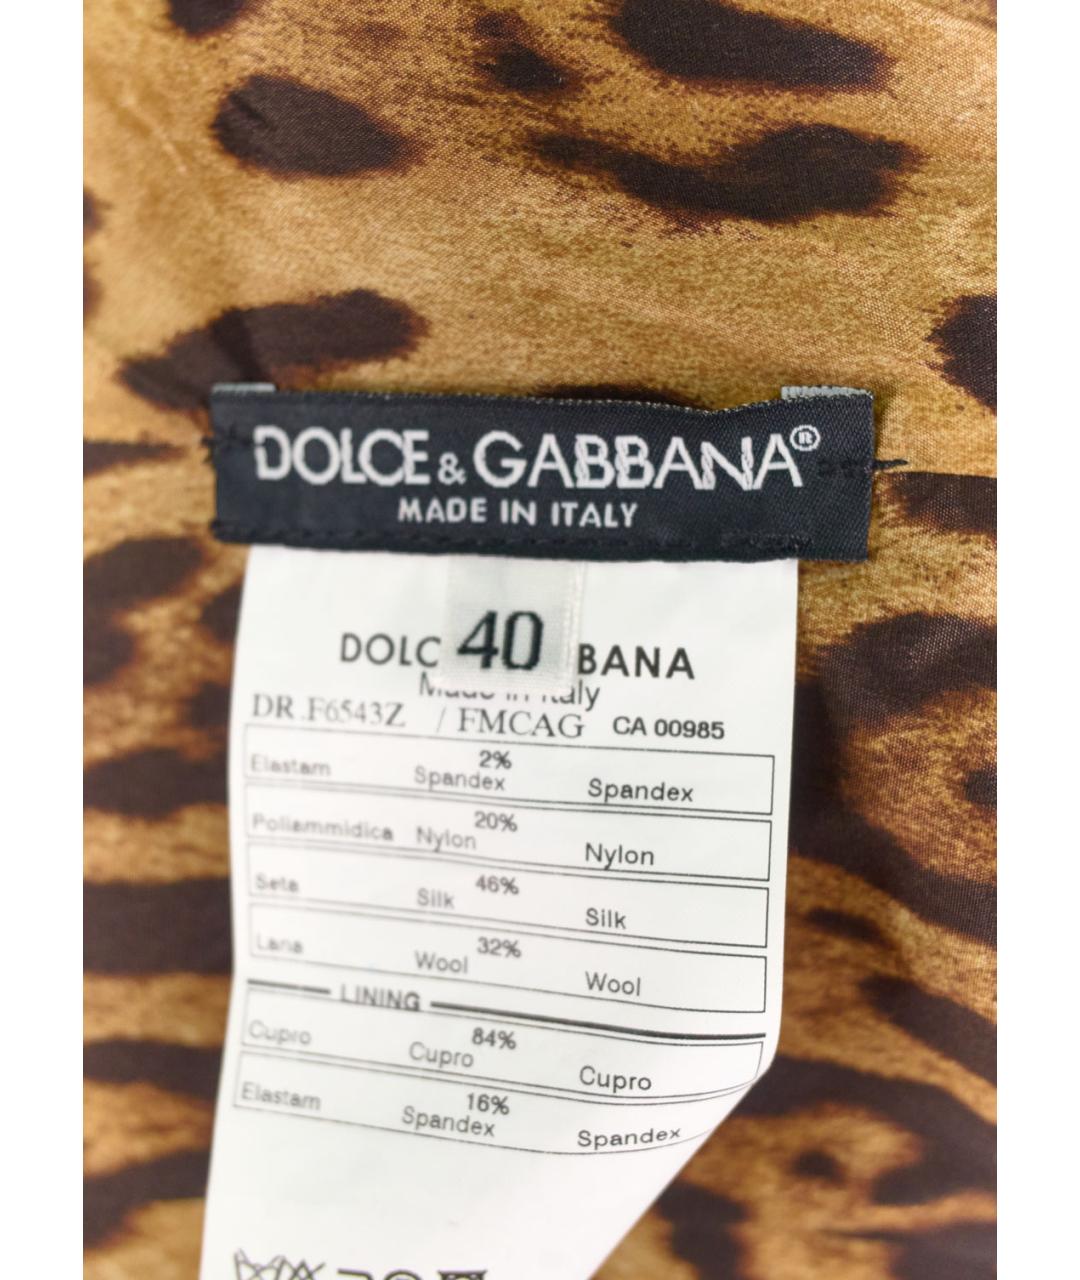 DOLCE & GABBANA®
MADE IN ITALY
40
DOLC BBANA
Made in Italy
DR.F6543Z / FMCAG CA 00985
Elastam 2% Spandex Spandex
Poliammidica 20% Nylon Nylon
Seta 46% Silk Silk
Lana 32% Wool Wool
LINING
Cupro 84% Cupro Cupro
Elastam 16% Spandex Spandex